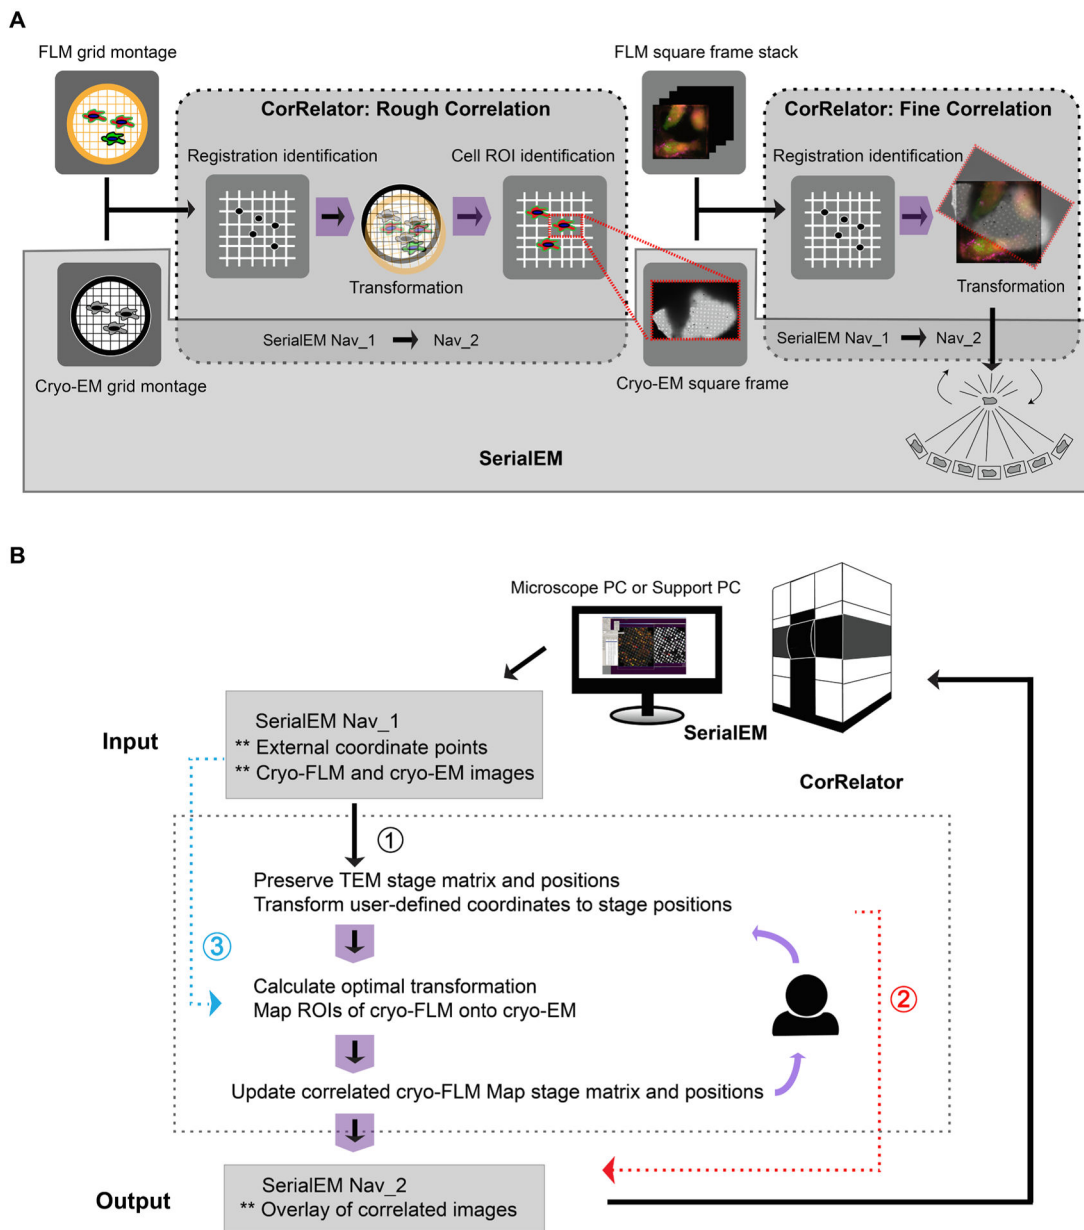 A
FLM grid montage
FLM square frame stack
CorRelator: Rough Correlation
CorRelator: Fine Correlation
Registration identification
Cell ROI identification
Registration identification
Transformation
Transformation
SerialEM Nav_1
Nav_2
SerialEM Nav_1
Nav_2
Cryo-EM grid montage
Cryo-EM square frame
SerialEM
B
Microscope PC or Support PC
SerialEM
CorRelator
Input
SerialEM Nav_1
** External coordinate points
** Cryo-FLM and cryo-EM images
①
Preserve TEM stage matrix and positions
Transform user-defined coordinates to stage positions
③
Calculate optimal transformation
Map ROIs of cryo-FLM onto cryo-EM
②
Update correlated cryo-FLM Map stage matrix and positions
Output
SerialEM Nav_2
** Overlay of correlated images